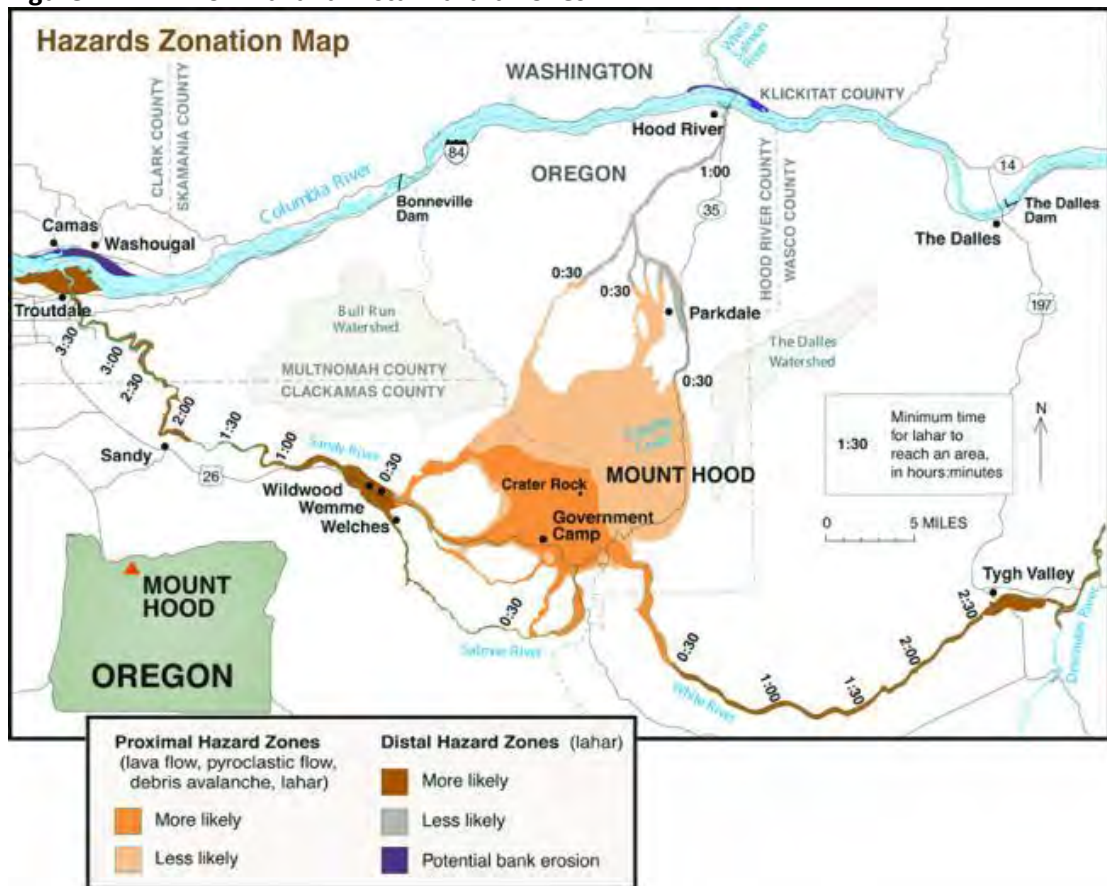 Hazards Zonation Map
WASHINGTON
White
Salmon
River
KLICKITAT COUNTY
CLARK COUNTY
SKAMANIA COUNTY
Hood River
84
OREGON
1:00
14
Columbia River
Bonneville
Dam
35
HOOD RIVER COUNTY
WASCO COUNTY
The Dalles
Dam
The Dalles
Camas
Washougal
0:30
0:30
Troutdale
Bull Run
Watershed
Parkdale
197
The Dalles
Watershed
3:30
3:00
2:30
2:00
MULTNOMAH COUNTY
CLACKAMAS COUNTY
0:30
1:30
Minimum time
for lahar to
reach an area,
in hours:minutes
N
1:30
1:00
Sandy River
0:30
Sandy
26
MOUNT HOOD
Crater Rock
Wildwood
Wemme
Welches
Government
Camp
0 5 MILES
MOUNT
HOOD
OREGON
0:30
Salmon River
0:30
White River
1:00
1:30
2:00
2:30
Tygh Valley
Deschutes River
Proximal Hazard Zones
(lava flow, pyroclastic flow,
debris avalanche, lahar)
More likely
Less likely
Distal Hazard Zones (lahar)
More likely
Less likely
Potential bank erosion